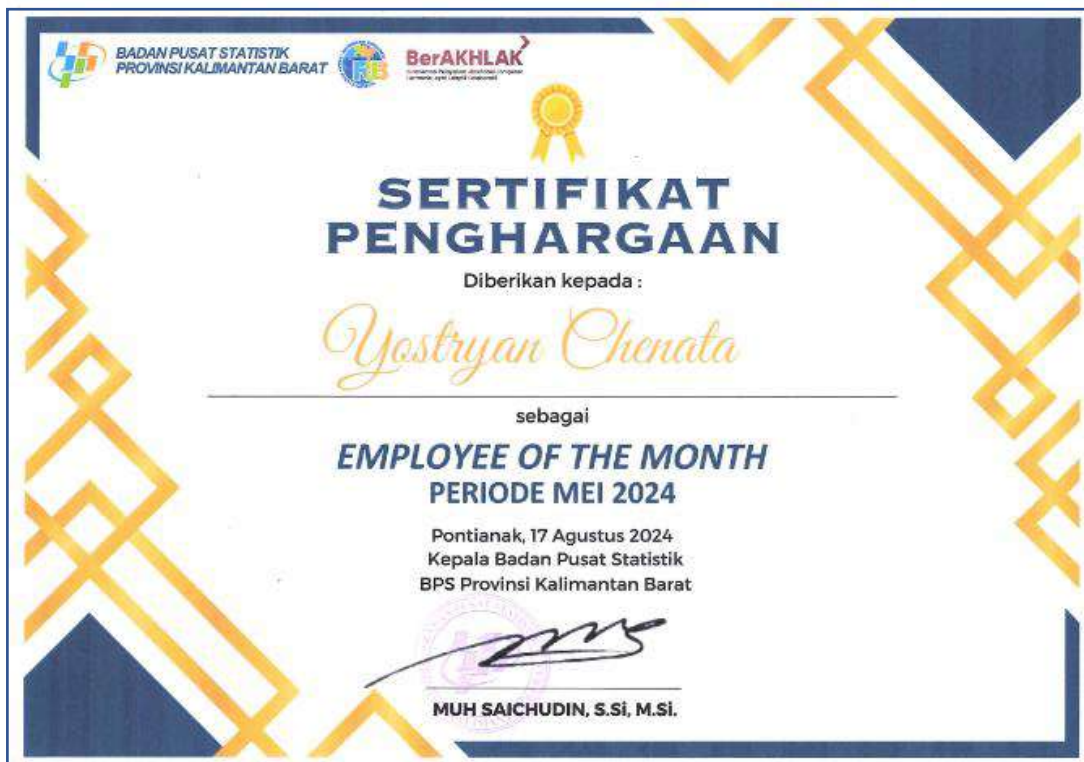 BADAN PUSAT STATISTIK
PROVINSI KALIMANTAN BARAT
RB
BerAKHLAK
SERTIFIKAT
PENGHARGAAN
Diberikan kepada :
Yostryan Chenata
sebagai
EMPLOYEE OF THE MONTH
PERIODE MEI 2024
Pontianak, 17 Agustus 2024
Kepala Badan Pusat Statistik
BPS Provinsi Kalimantan Barat
MUH SAICHUDIN, S.Si, M.Si.